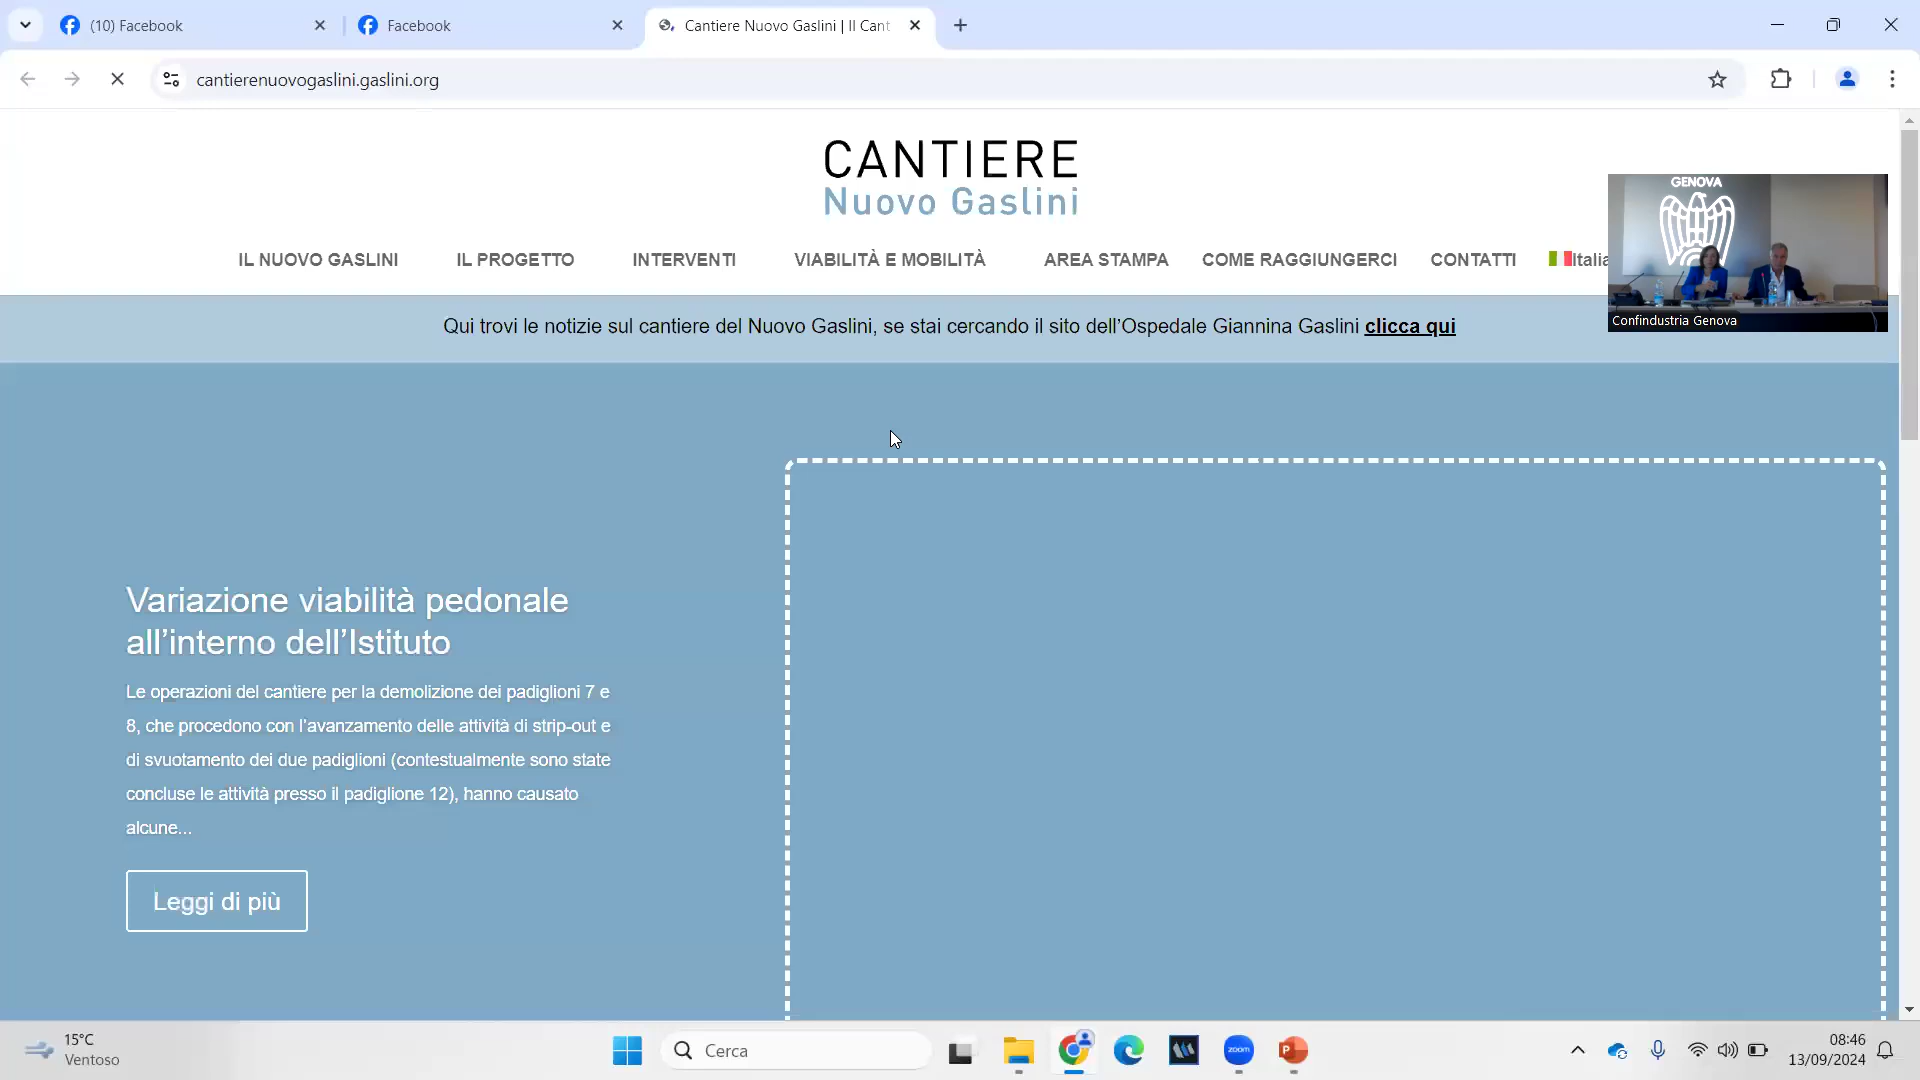 (10) Facebook
Facebook
Cantiere Nuovo Gaslini | Il Cant
cantierenuovogaslini.gaslini.org
CANTIERE
Nuovo Gaslini
IL NUOVO GASLINI
IL PROGETTO
INTERVENTI
VIABILITÀ E MOBILITÀ
AREA STAMPA
COME RAGGIUNGERCI
CONTATTI
Italia
GENOVA
Confindustria Genova
Qui trovi le notizie sul cantiere del Nuovo Gaslini, se stai cercando il sito dell’Ospedale Giannina Gaslini clicca qui
Variazione viabilità pedonale
all’interno dell’Istituto
Le operazioni del cantiere per la demolizione dei padiglioni 7 e
8, che procedono con l’avanzamento delle attività di strip-out e
di svuotamento dei due padiglioni (contestualmente sono state
concluse le attività presso il padiglione 12), hanno causato
alcune...
Leggi di più
15°C
Ventoso
Cerca
zoom
08:46
13/09/2024